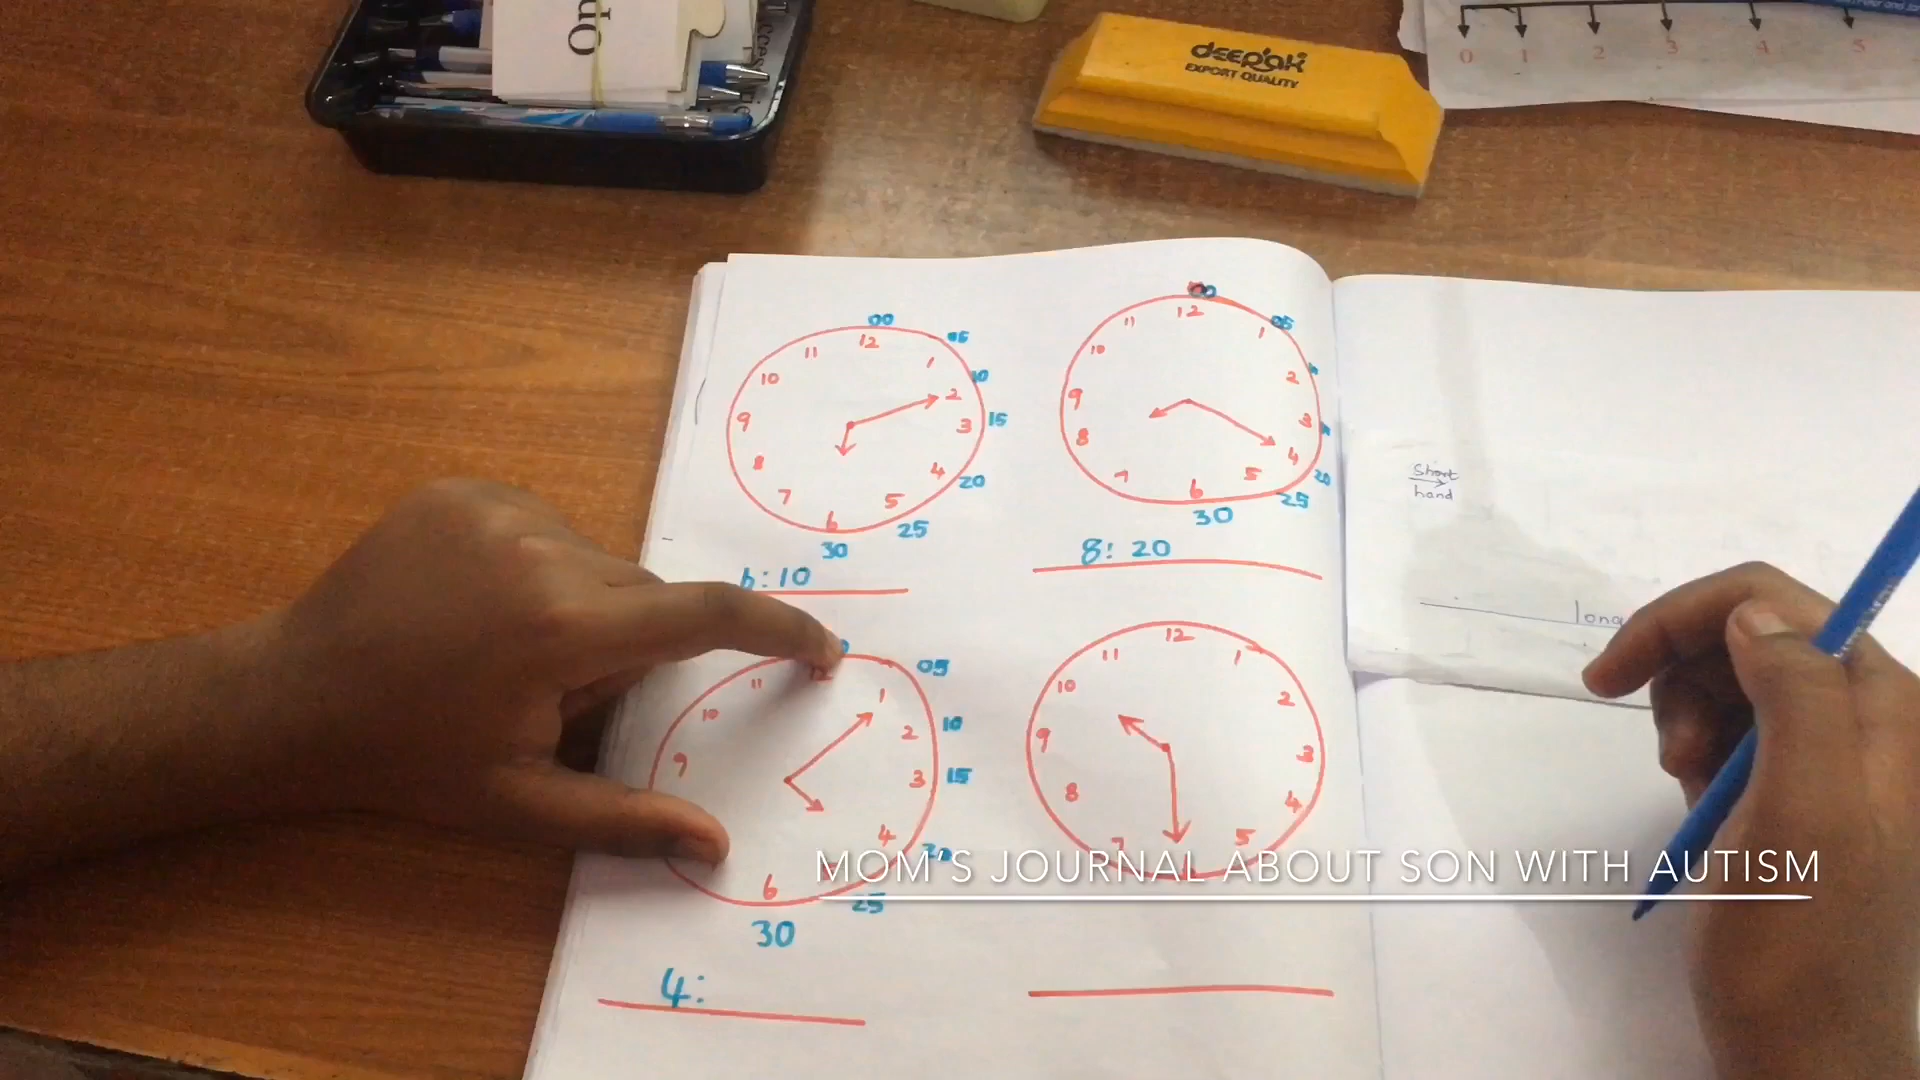 deepak
EXPORT QUALITY
0 1 2 3 4 5
00
05
10
15
20
25
30
12 1 2 3 4 5 6 7 8 9 10 11
6:10
05
20
25
30
12 1 2 3 4 5 6 7 8 9 10 11
8:20
05
10
15
20
25
30
12 1 2 3 4 6 9 10 11
4:
12 1 2 3 4 5 7 8 9 10 11
Short
hand
long
MOM'S JOURNAL ABOUT SON WITH AUTISM